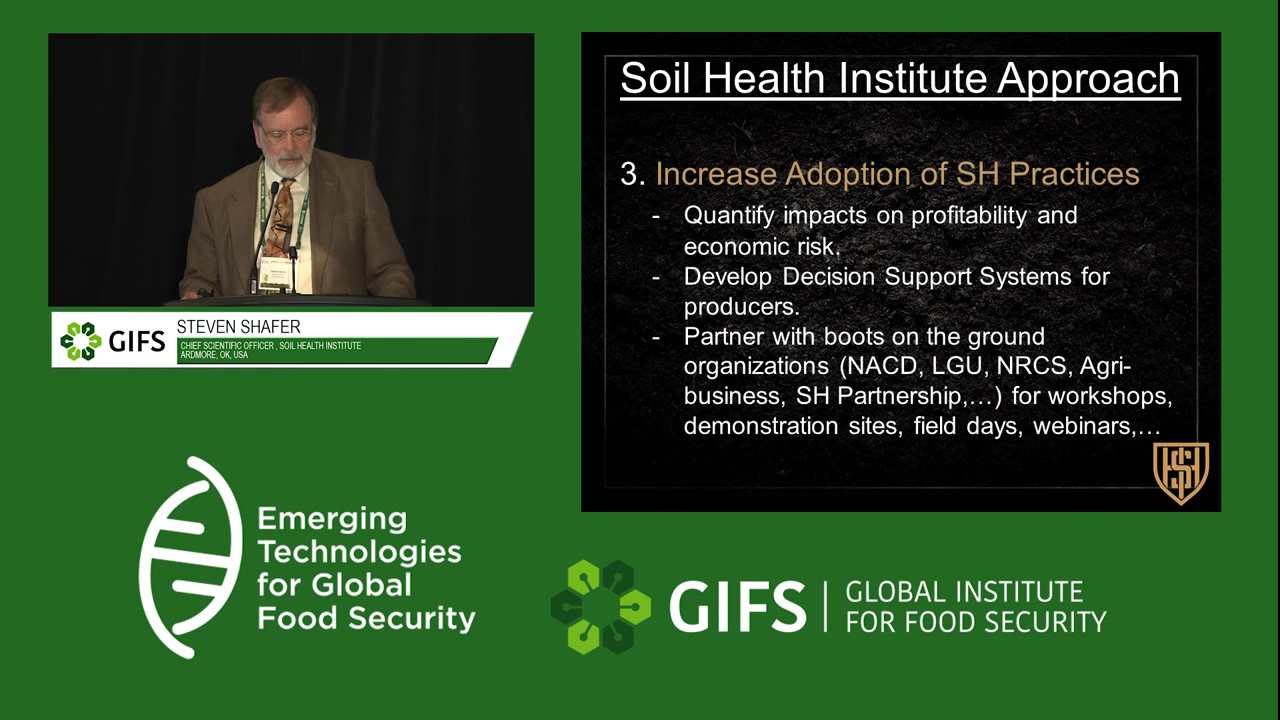 Soil Health Institute Approach
3. Increase Adoption of SH Practices
- Quantify impacts on profitability and
economic risk.
- Develop Decision Support Systems for
producers.
- Partner with boots on the ground
organizations (NACD, LGU, NRCS, Agri-
business, SH Partnership,…) for workshops,
demonstration sites, field days, webinars,…
SHI
GIFS
STEVEN SHAFER
CHIEF SCIENTIFIC OFFICER , SOIL HEALTH INSTITUTE
ARDMORE, OK, USA
Emerging
Technologies
for Global
Food Security
GIFS
GLOBAL INSTITUTE
FOR FOOD SECURITY